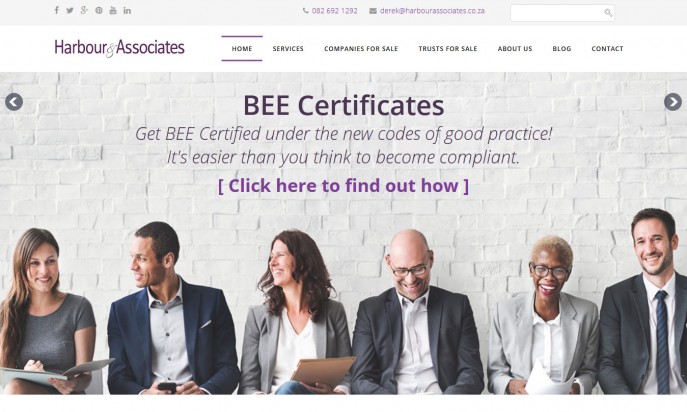 082 692 1292 derek@harbourassociates.co.za
Harbour&Associates
HOME SERVICES COMPANIES FOR SALE TRUSTS FOR SALE ABOUT US BLOG CONTACT
BEE Certificates
Get BEE Certified under the new codes of good practice!
It's easier than you think to become compliant.
[ Click here to find out how ]